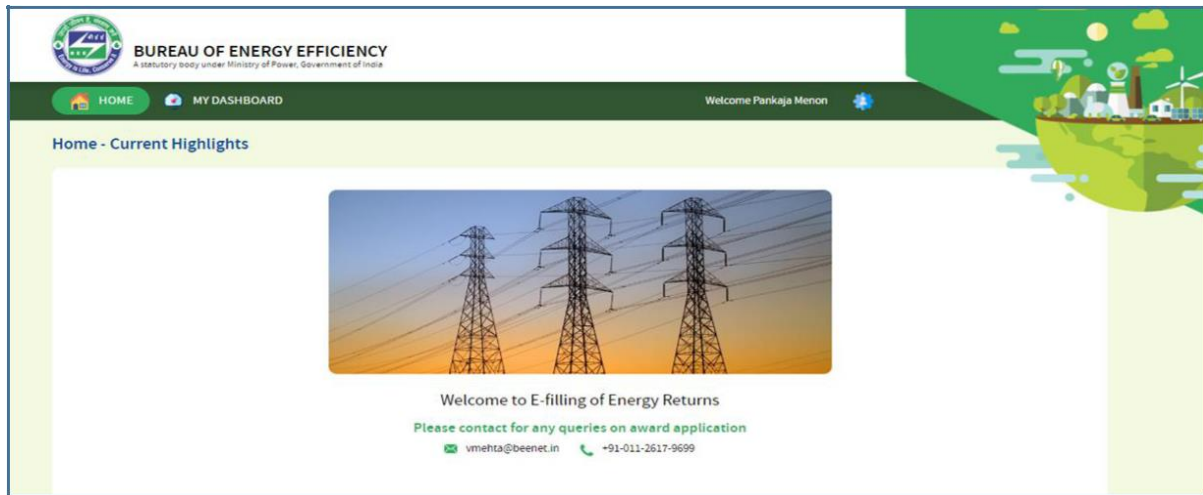 BUREAU OF ENERGY EFFICIENCY
A statutory body under Ministry of Power, Government of India
HOME MY DASHBOARD Welcome Pankaja Menon
Home - Current Highlights
Welcome to E-filling of Energy Returns
Please contact for any queries on award application
vmehta@beenet.in +91-011-2617-9699